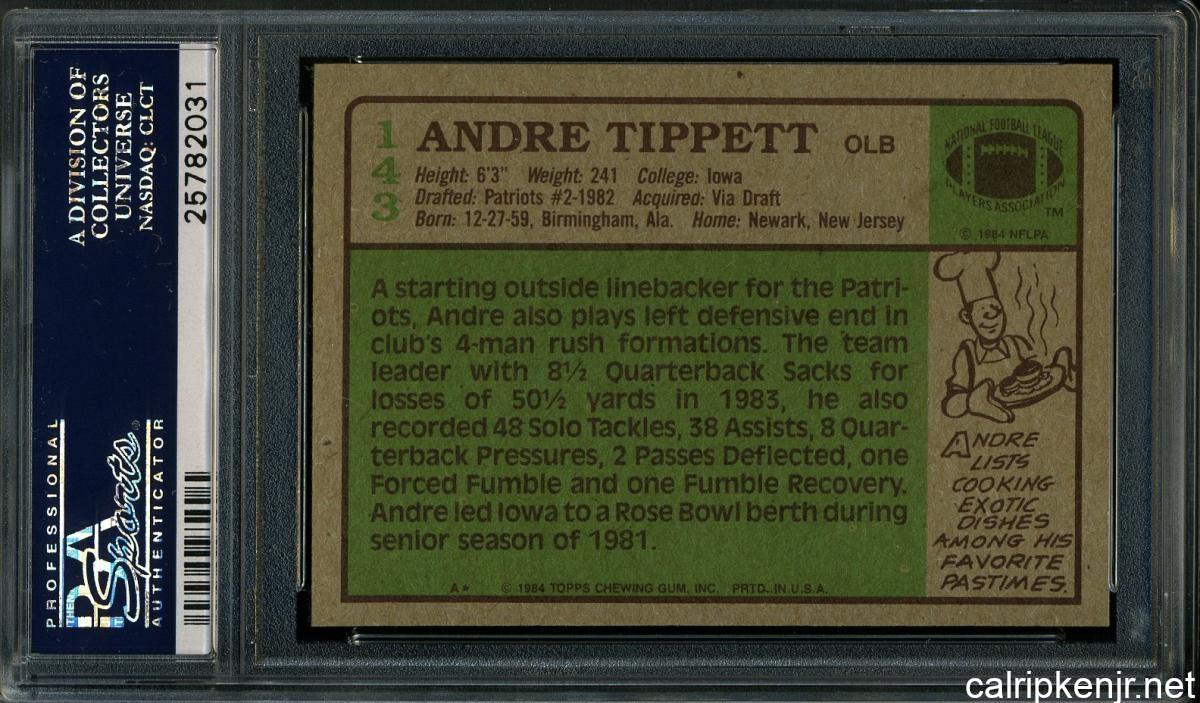 A DIVISION OF
COLLECTORS
UNIVERSE
NASDAQ: CLCT
25782031
PROFESSIONAL
PSA
Sports
AUTHENTICATOR
143
ANDRE TIPPETT OLB
Height: 6'3" Weight: 241 College: Iowa
Drafted: Patriots #2-1982 Acquired: Via Draft
Born: 12-27-59, Birmingham, Ala. Home: Newark, New Jersey
NATIONAL FOOTBALL LEAGUE
PLAYERS ASSOCIATION
TM
© 1984 NFLPA
A starting outside linebacker for the Patri-
ots, Andre also plays left defensive end in
club's 4-man rush formations. The team
leader with 8½ Quarterback Sacks for
losses of 50½ yards in 1983, he also
recorded 48 Solo Tackles, 38 Assists, 8 Quar-
terback Pressures, 2 Passes Deflected, one
Forced Fumble and one Fumble Recovery.
Andre led Iowa to a Rose Bowl berth during
senior season of 1981.
ANDRE
LISTS
COOKING
EXOTIC
DISHES
AMONG HIS
FAVORITE
PASTIMES.
A* © 1984 TOPPS CHEWING GUM, INC. PRTD. IN U.S.A.
calripkenjr.net